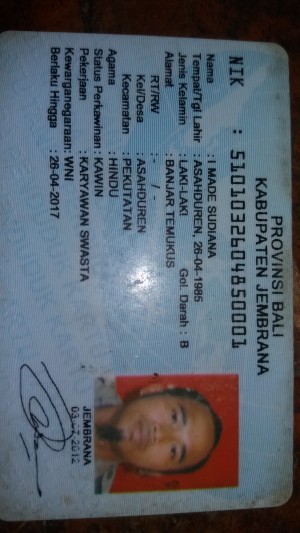 PROVINSI BALI
KABUPATEN JEMBRANA
NIK : 5101032604850001
Nama : I MADE SUDIANA
Tempat/Tgl Lahir : ASAHDUREN, 26-04-1985
Jenis Kelamin : LAKI-LAKI Gol. Darah : B
Alamat : BANJAR TEMUKUS
RT/RW : - / -
Kel/Desa : ASAHDUREN
Kecamatan : PEKUTATAN
Agama : HINDU
Status Perkawinan : KAWIN
Pekerjaan : KARYAWAN SWASTA
Kewarganegaraan: WNI
Berlaku Hingga : 26-04-2017
JEMBRANA
03-07-2012